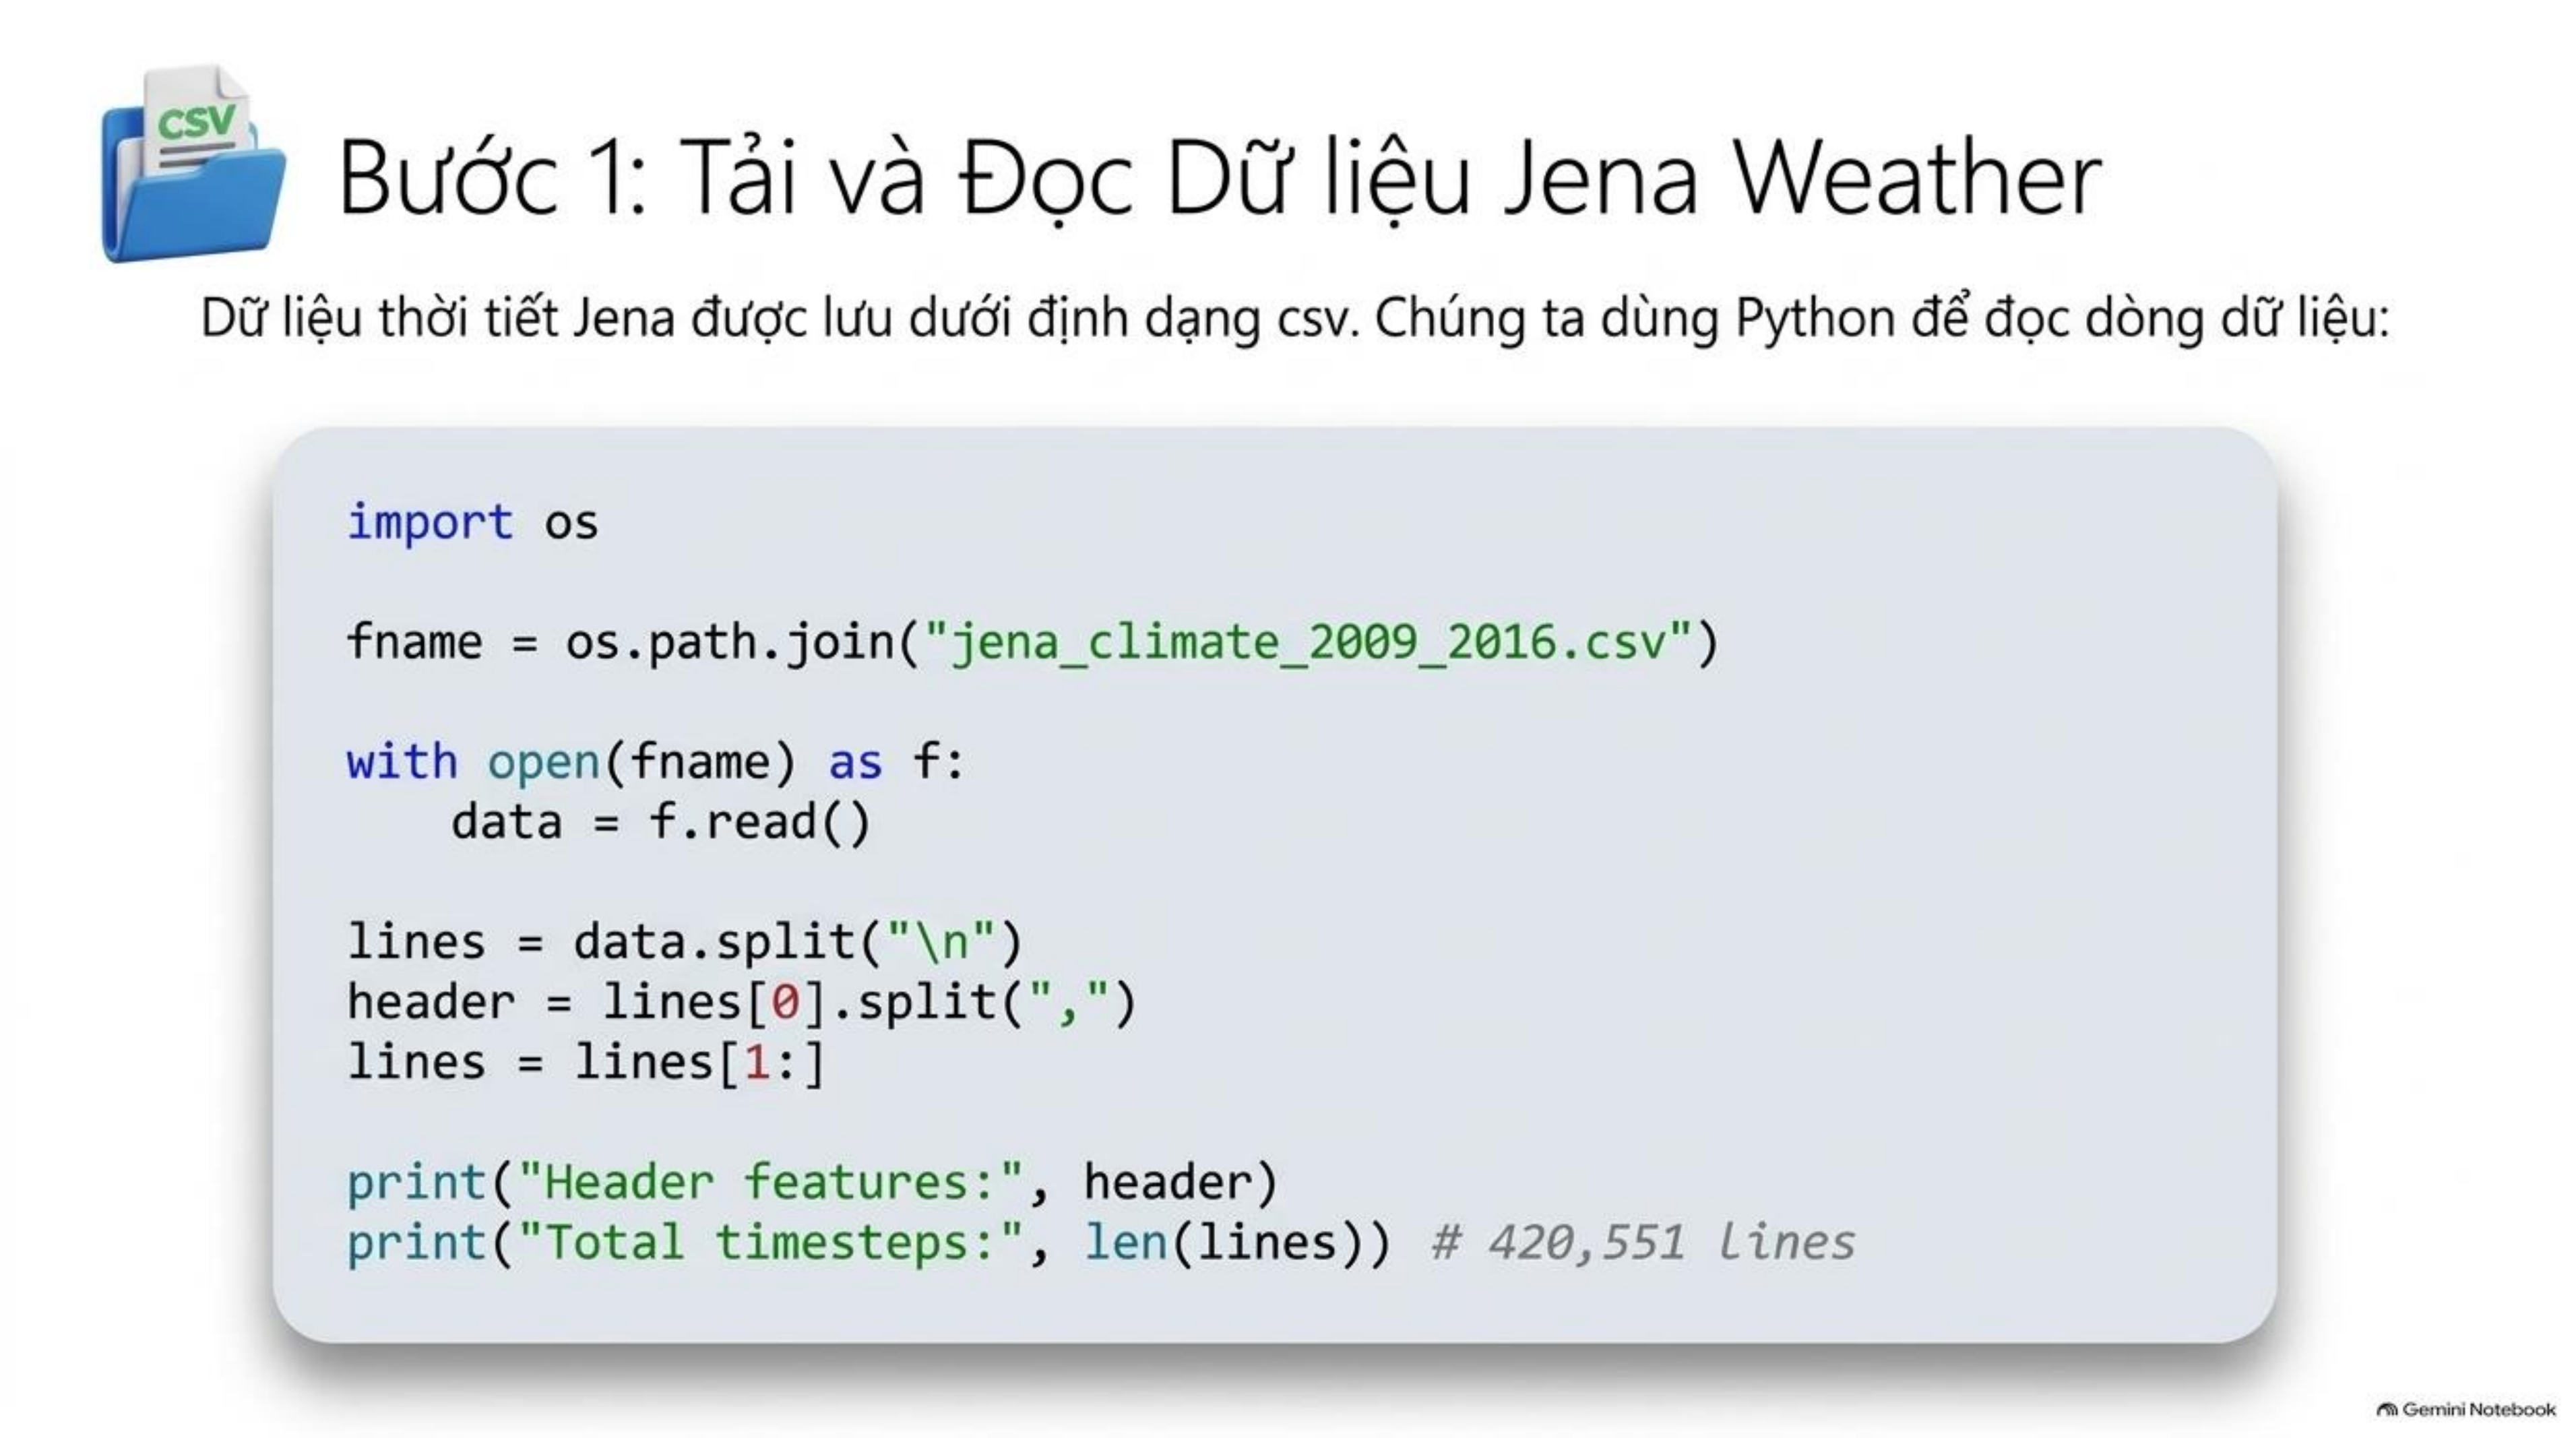 CSV
Bước 1: Tải và Đọc Dữ liệu Jena Weather
Dữ liệu thời tiết Jena được lưu dưới định dạng csv. Chúng ta dùng Python để đọc dòng dữ liệu:
import os
fname = os.path.join("jena_climate_2009_2016.csv")
with open(fname) as f:
    data = f.read()
lines = data.split("\n")
header = lines[0].split(",")
lines = lines[1:]
print("Header features:", header)
print("Total timesteps:", len(lines)) # 420,551 lines
Gemini Notebook